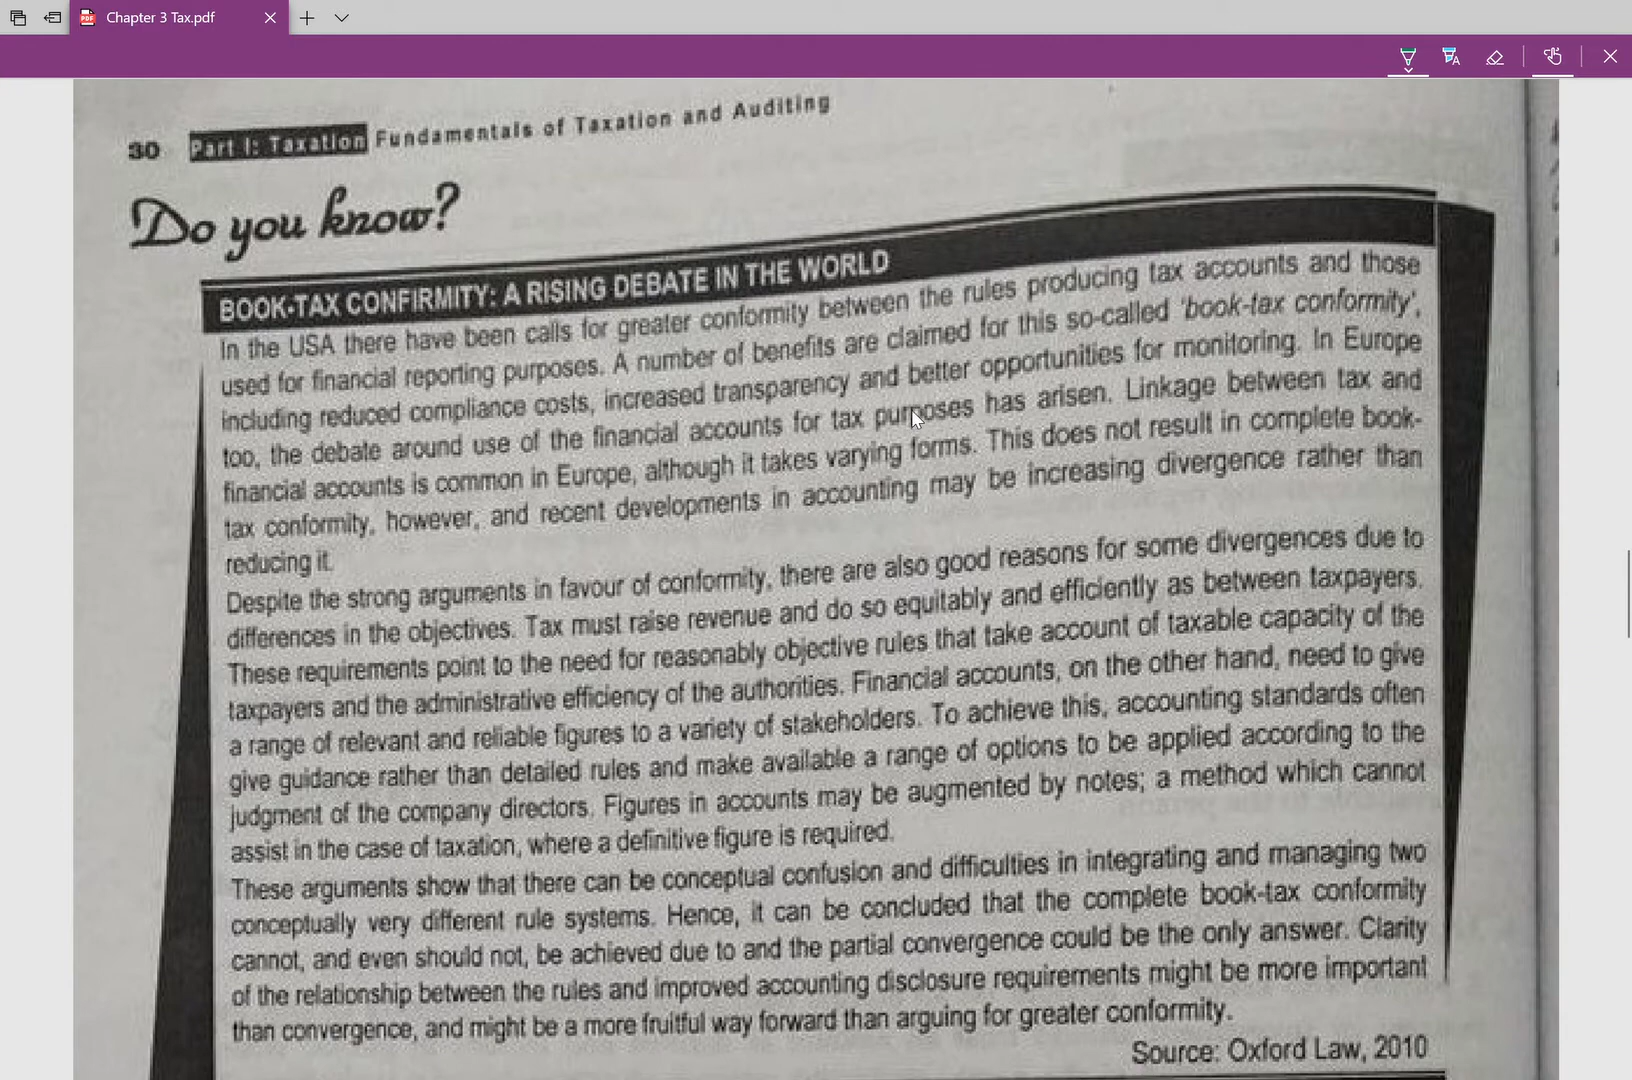 Chapter 3 Tax.pdf
30 Part I: Taxation Fundamentals of Taxation and Auditing
Do you know?
BOOK-TAX CONFIRMITY: A RISING DEBATE IN THE WORLD
In the USA there have been calls for greater conformity between the rules producing tax accounts and those
used for financial reporting purposes. A number of benefits are claimed for this so-called 'book-tax conformity',
including reduced compliance costs, increased transparency and better opportunities for monitoring. In Europe
too, the debate around use of the financial accounts for tax purposes has arisen. Linkage between tax and
financial accounts is common in Europe, although it takes varying forms. This does not result in complete book-
tax conformity, however, and recent developments in accounting may be increasing divergence rather than
reducing it.
Despite the strong arguments in favour of conformity, there are also good reasons for some divergences due to
differences in the objectives. Tax must raise revenue and do so equitably and efficiently as between taxpayers.
These requirements point to the need for reasonably objective rules that take account of taxable capacity of the
taxpayers and the administrative efficiency of the authorities. Financial accounts, on the other hand, need to give
a range of relevant and reliable figures to a variety of stakeholders. To achieve this, accounting standards often
give guidance rather than detailed rules and make available a range of options to be applied according to the
judgment of the company directors. Figures in accounts may be augmented by notes; a method which cannot
assist in the case of taxation, where a definitive figure is required.
These arguments show that there can be conceptual confusion and difficulties in integrating and managing two
conceptually very different rule systems. Hence, it can be concluded that the complete book-tax conformity
cannot, and even should not, be achieved due to and the partial convergence could be the only answer. Clarity
of the relationship between the rules and improved accounting disclosure requirements might be more important
than convergence, and might be a more fruitful way forward than arguing for greater conformity.
Source: Oxford Law, 2010